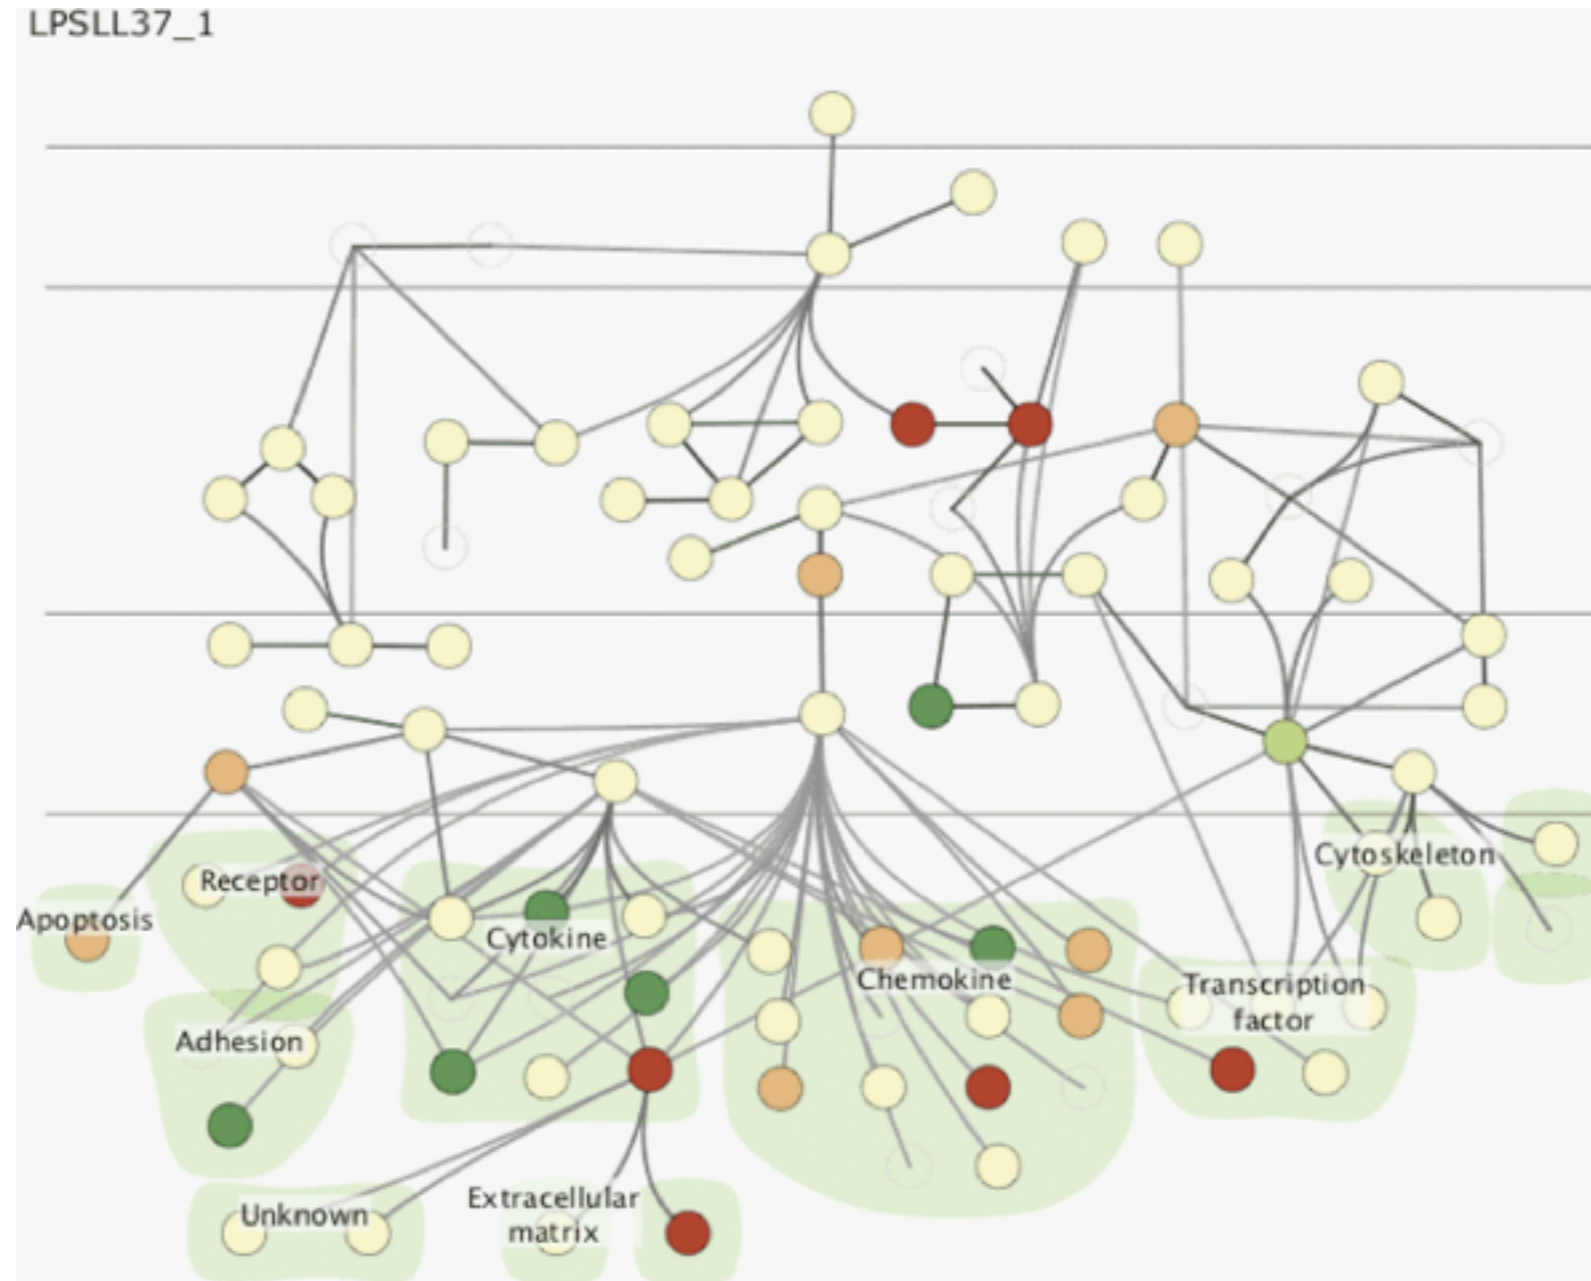 LPSLL37_1
Cytoskeleton
Receptor
Apoptosis
Cytokine
Chemokine
Transcription
factor
Adhesion
Unknown
Extracellular
matrix